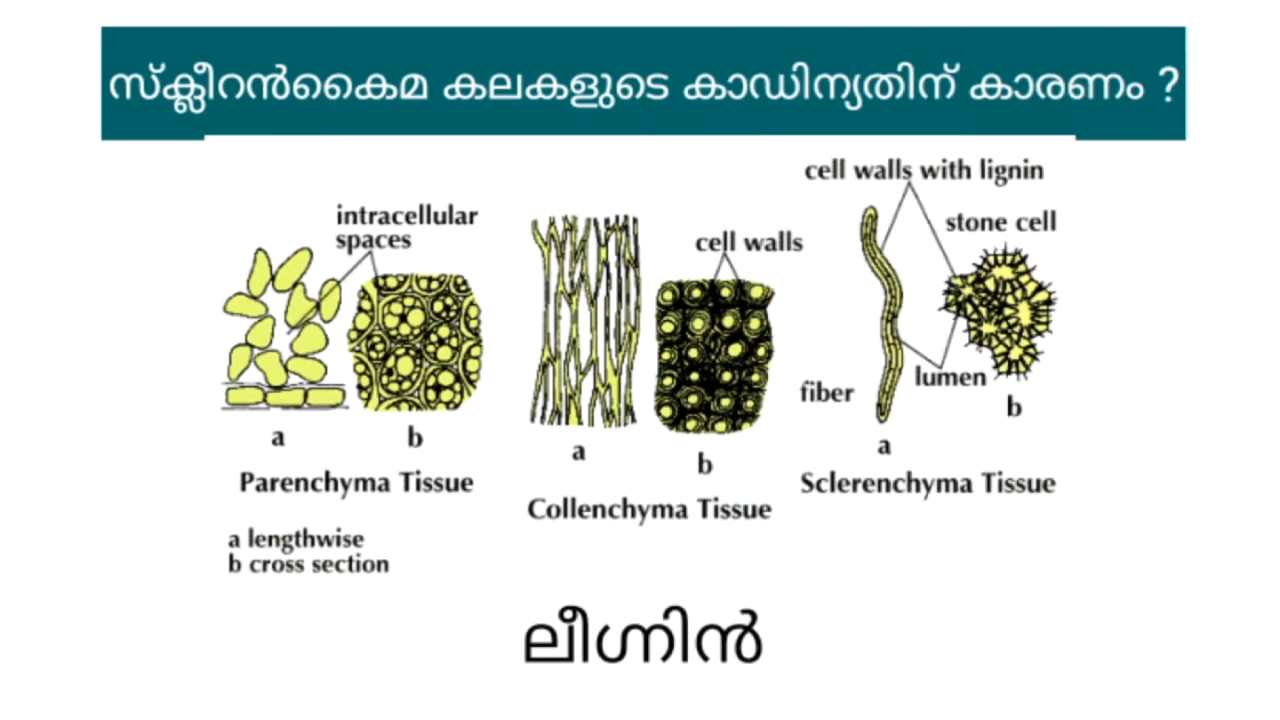 സ്ക്ലീറൻകൈമ കലകളുടെ കാഡിന്യതിന് കാരണം ?
cell walls with lignin
intracellular
spaces
stone cell
cell walls
lumen
fiber
a
b
a
b
a
b
Parenchyma Tissue
Collenchyma Tissue
Sclerenchyma Tissue
a lengthwise
b cross section
ലീഗ്നിൻ